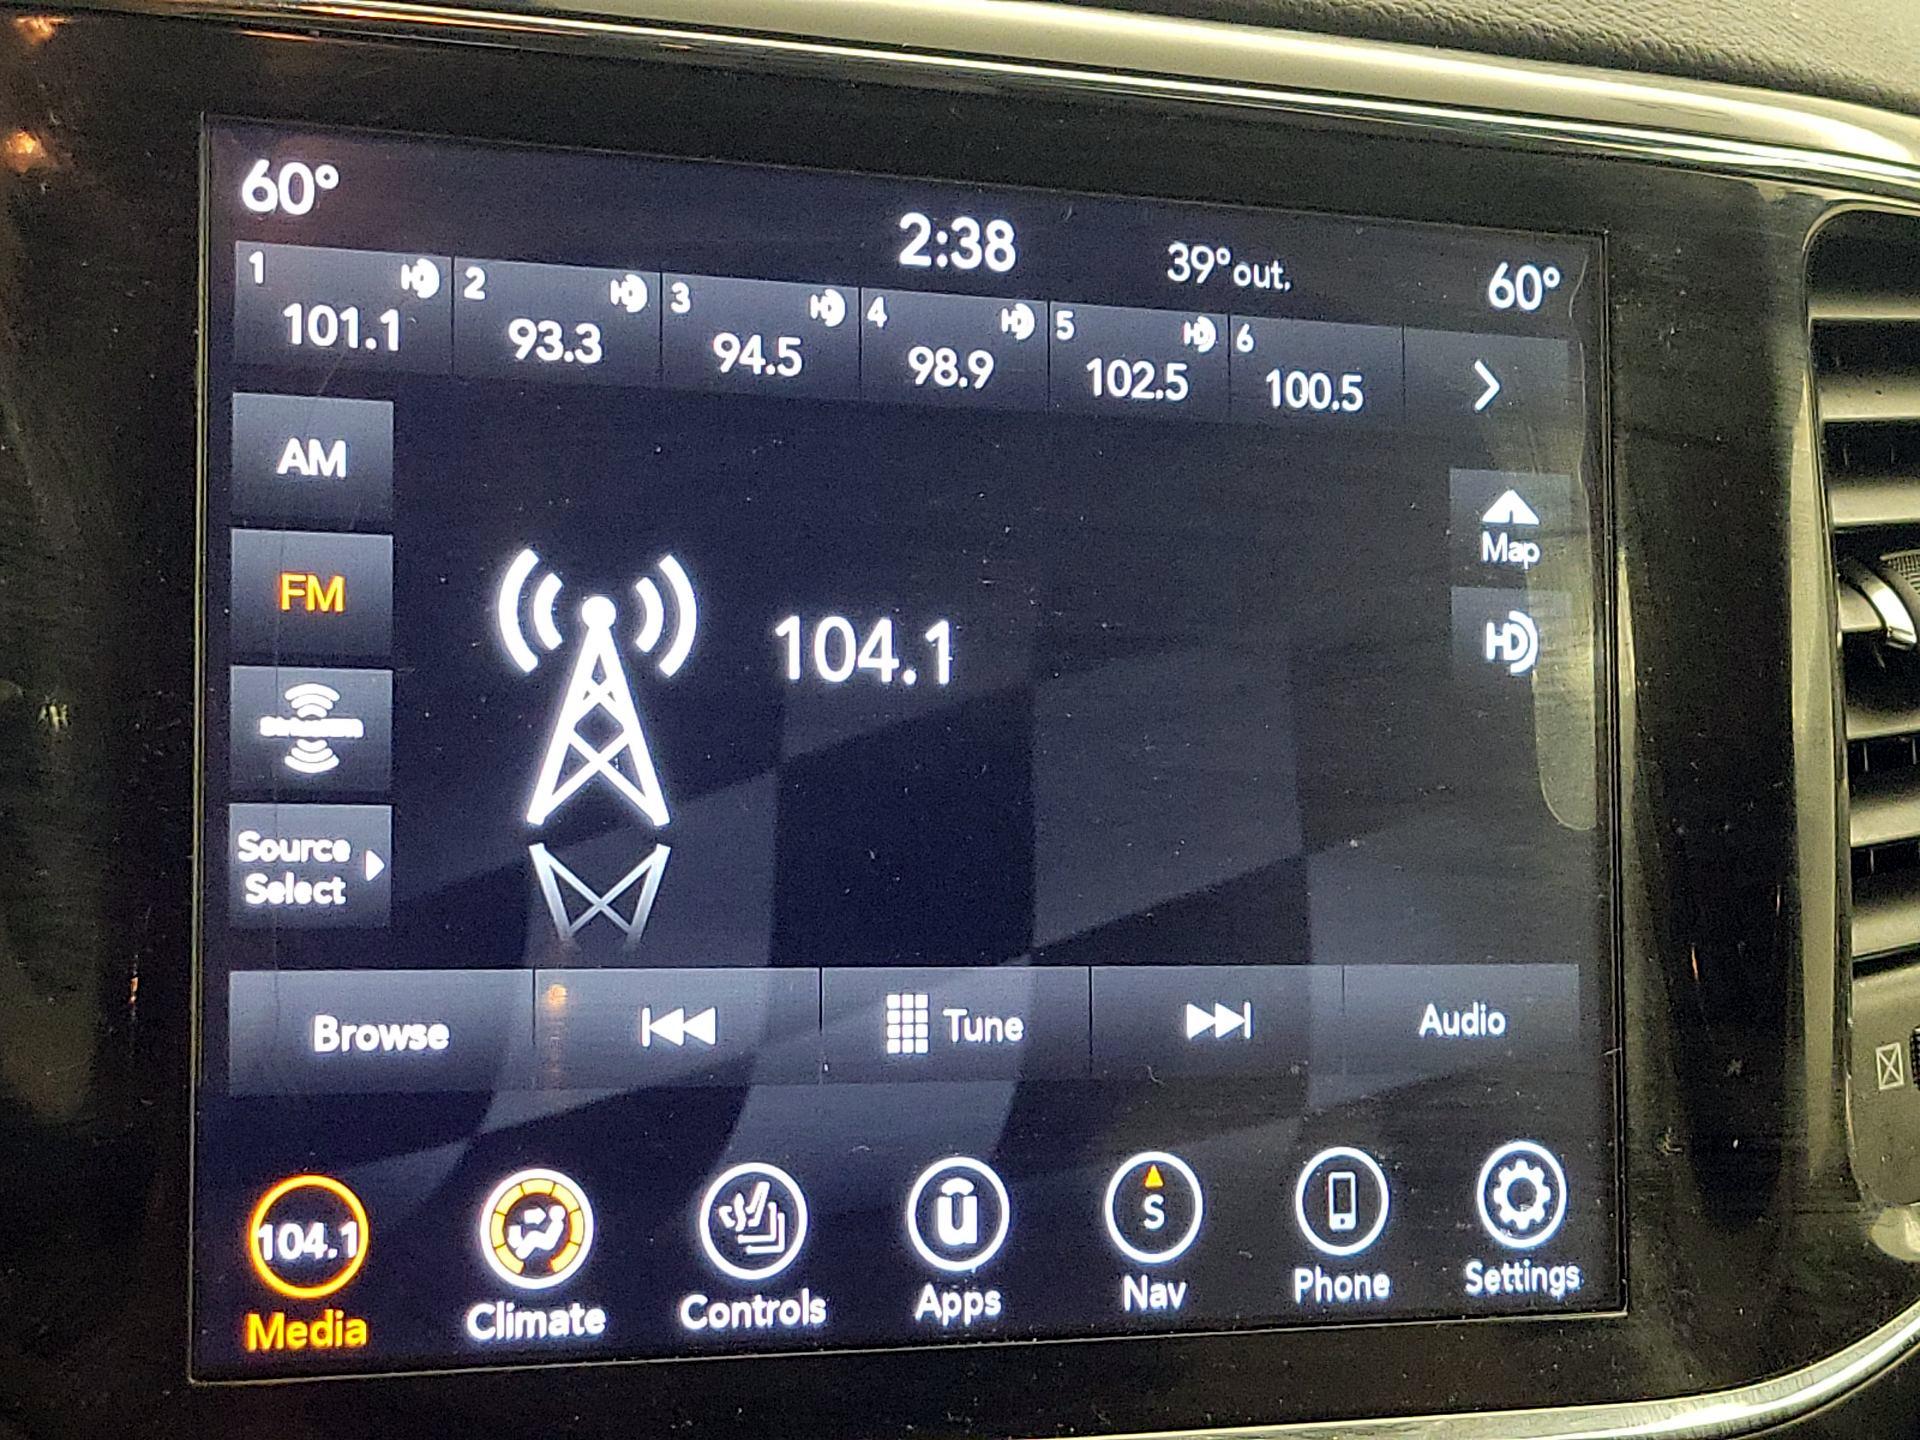 60°
2:38
39°out.
60°
1
101.1
2
93.3
3
94.5
4
98.9
5
102.5
6
100.5
AM
FM
Source
Select
104.1
Map
HD
Browse
Tune
Audio
104.1
Media
Climate
Controls
u
Apps
S
Nav
Phone
Settings